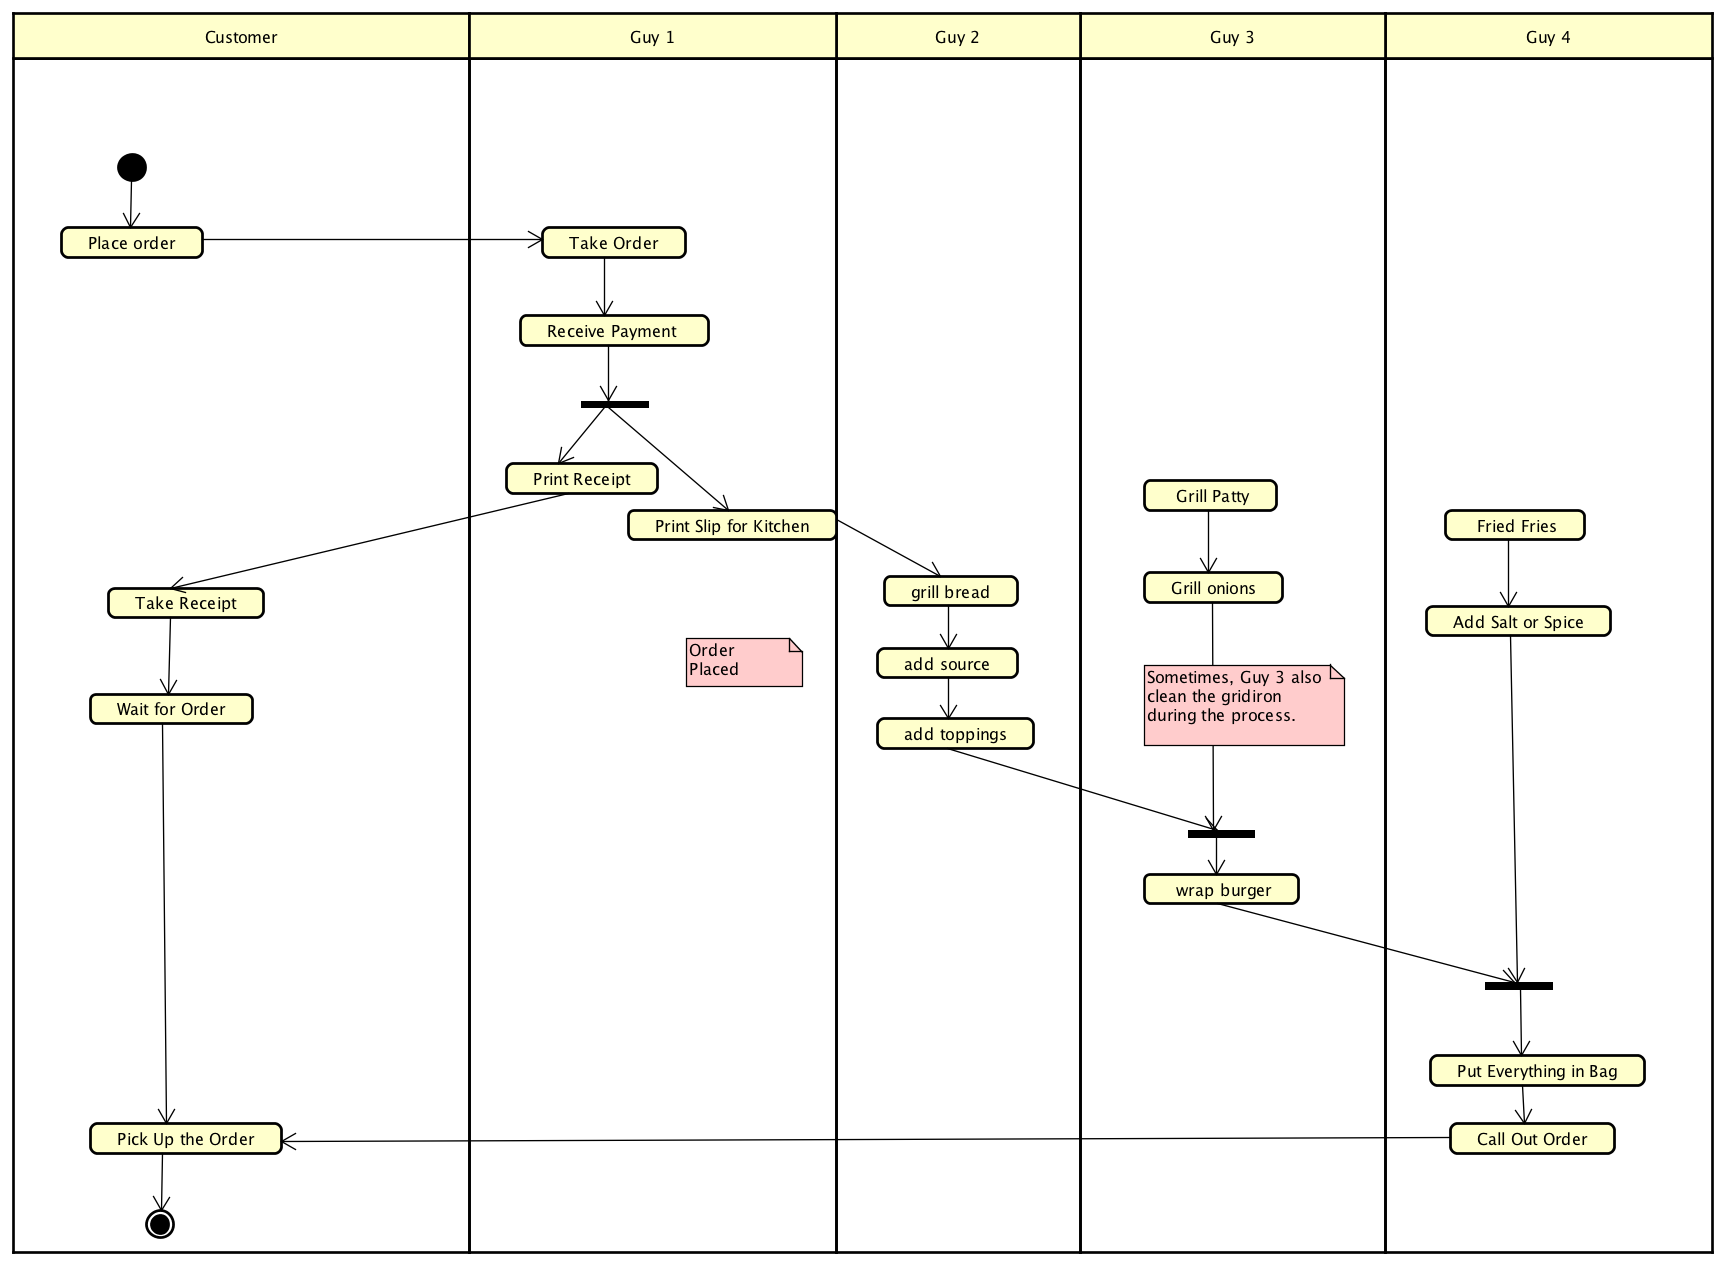 Customer
Guy 1
Guy 2
Guy 3
Guy 4
Place order
Take Order
Receive Payment
Print Receipt
Print Slip for Kitchen
Grill Patty
Fried Fries
Take Receipt
grill bread
Grill onions
Add Salt or Spice
Order
Placed
add source
Sometimes, Guy 3 also
clean the gridiron
during the process.
Wait for Order
add toppings
wrap burger
Put Everything in Bag
Pick Up the Order
Call Out Order